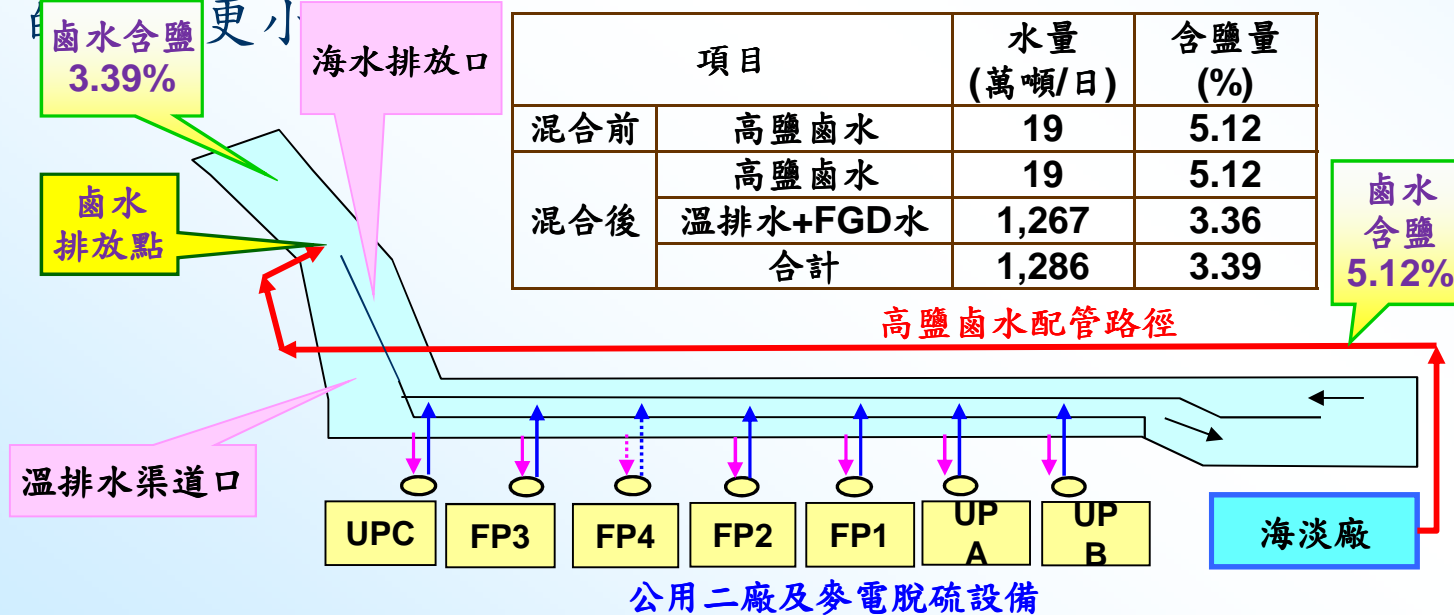 更小
鹵水含鹽
3.39%
海水排放口
項目
水量
(萬噸/日)
含鹽量
(%)
混合前 高鹽鹵水 19 5.12
混合後
高鹽鹵水 19 5.12
溫排水+FGD水 1,267 3.36
合計 1,286 3.39
鹵水
排放點
鹵水
含鹽
5.12%
高鹽鹵水配管路徑
溫排水渠道口
UPC
FP3
FP4
FP2
FP1
UP
A
UP
B
海淡廠
公用二廠及麥電脫硫設備